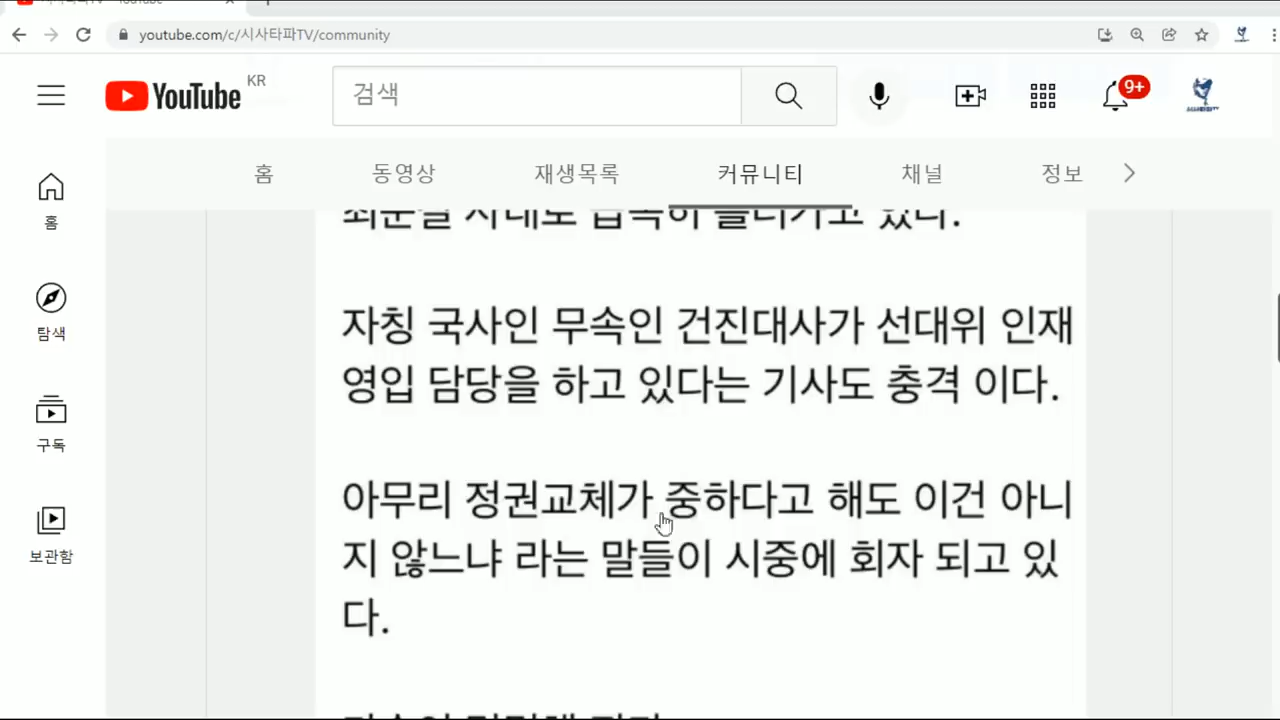 youtube.com/c/시사타파TV/community
YouTube
KR
검색
9+
홈
동영상
재생목록
커뮤니티
채널
정보
홈
탐색
구독
보관함
자칭 국사인 무속인 건진대사가 선대위 인재
영입 담당을 하고 있다는 기사도 충격 이다.
아무리 정권교체가 중하다고 해도 이건 아니
지 않느냐 라는 말들이 시중에 회자 되고 있
다.